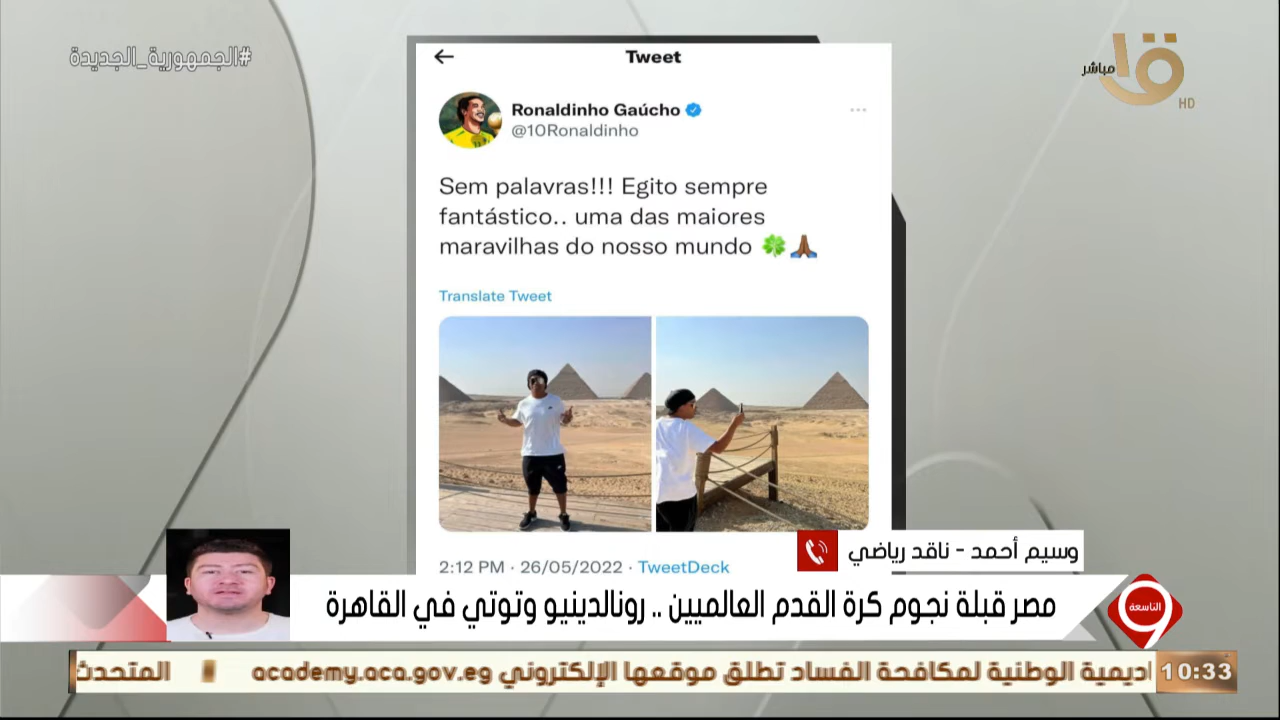 #الجمهورية_الجديدة
مباشر
HD
Tweet
Ronaldinho Gaúcho
@10Ronaldinho
Sem palavras!!! Egito sempre
fantástico.. uma das maiores
maravilhas do nosso mundo 🍀🙏🏾
Translate Tweet
2:12 PM · 26/05/2022 · TweetDeck
وسيم أحمد - ناقد رياضي
مصر قبلة نجوم كرة القدم العالميين .. رونالدينيو وتوتي في القاهرة
التاسعة
9
10:33
اديمية الوطنية لمكافحة الفساد تطلق موقعها الإلكتروني academy.aca.gov.eg المتحدث